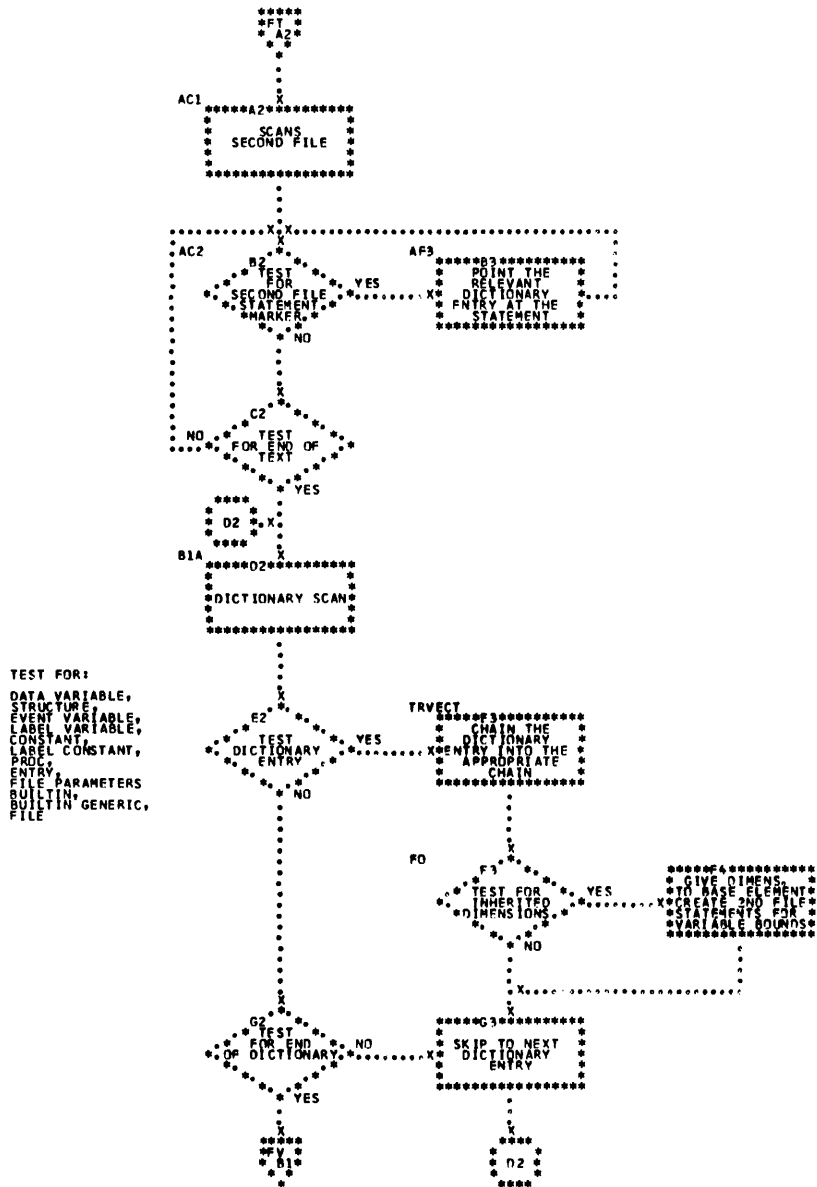 FT
A2
AC1
A2
SCANS
SECOND FILE
AC2
B2
TEST
FOR
SECOND FILE
STATEMENT
MARKER
YES
NO
AF3
B3
POINT THE
RELEVANT
DICTIONARY
ENTRY AT THE
STATEMENT
C2
NO
TEST
FOR END OF
TEXT
YES
D2
B1A
D2
DICTIONARY SCAN
TEST FOR:
DATA VARIABLE,
STRUCTURE,
EVENT VARIABLE,
LABEL VARIABLE,
CONSTANT,
LABEL CONSTANT,
PROC,
ENTRY,
FILE PARAMETERS
BUILTIN,
BUILTIN GENERIC,
FILE
E2
TEST
DICTIONARY
ENTRY
YES
NO
TRVECT
E3
CHAIN THE
DICTIONARY
ENTRY INTO THE
APPROPRIATE
CHAIN
FO
F3
TEST FOR
INHERITED
DIMENSIONS
YES
NO
F4
GIVE DIMENS.
TO BASE ELEMENT
CREATE 2ND FILE
STATEMENTS FOR
VARIABLE BOUNDS
G2
TEST
FOR END
OF DICTIONARY
NO
YES
G3
SKIP TO NEXT
DICTIONARY
ENTRY
FV
B1
D2